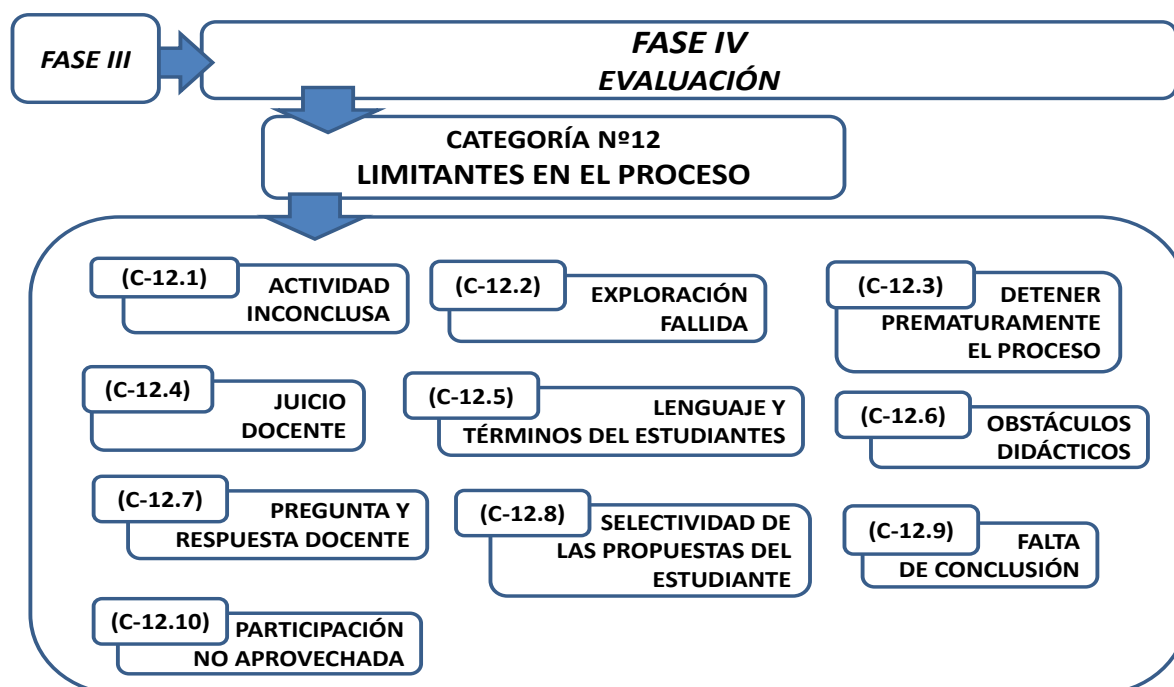 FASE III
FASE IV
EVALUACIÓN
CATEGORÍA Nº12
LIMITANTES EN EL PROCESO
(C-12.1)
ACTIVIDAD
INCONCLUSA
(C-12.2)
EXPLORACIÓN
FALLIDA
(C-12.3)
DETENER
PREMATURAMENTE
EL PROCESO
(C-12.4)
JUICIO
DOCENTE
(C-12.5)
LENGUAJE Y
TÉRMINOS DEL ESTUDIANTES
(C-12.6)
OBSTÁCULOS
DIDÁCTICOS
(C-12.7)
PREGUNTA Y
RESPUESTA DOCENTE
(C-12.8)
SELECTIVIDAD DE
LAS PROPUESTAS DEL
ESTUDIANTE
(C-12.9)
FALTA
DE CONCLUSIÓN
(C-12.10)
PARTICIPACIÓN
NO APROVECHADA